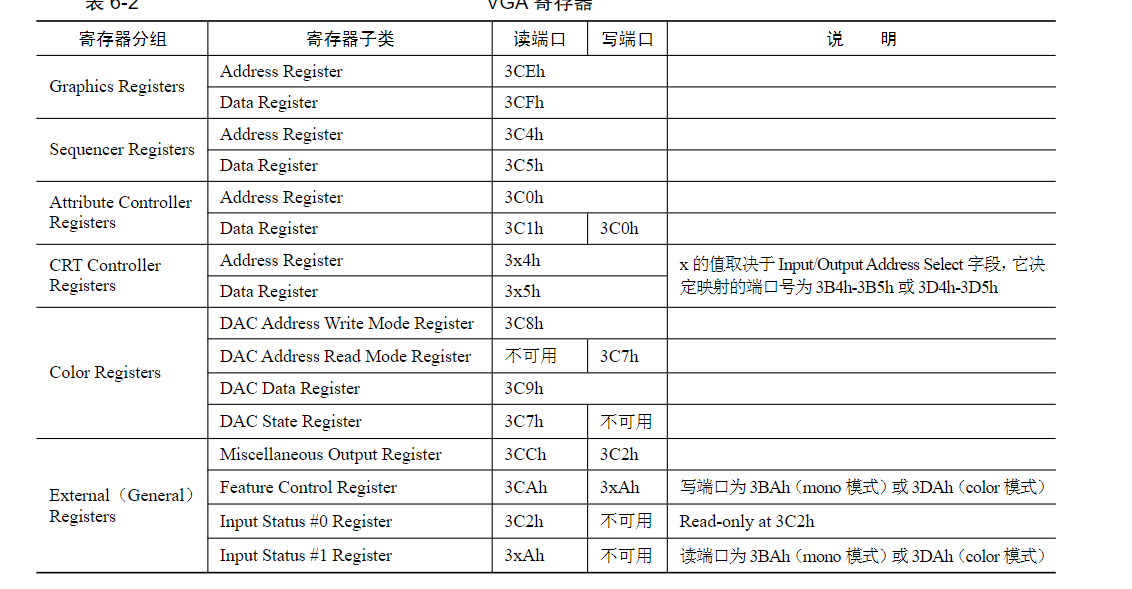 表 6-2 VGA 寄存器
寄存器分组 寄存器子类 读端口 写端口 说 明
Graphics Registers
Address Register 3CEh
Data Register 3CFh
Sequencer Registers
Address Register 3C4h
Data Register 3C5h
Attribute Controller
Registers
Address Register 3C0h
Data Register 3C1h 3C0h
CRT Controller
Registers
Address Register 3x4h
Data Register 3x5h
x 的值取决于 Input/Output Address Select 字段，它决
定映射的端口号为 3B4h-3B5h 或 3D4h-3D5h
Color Registers
DAC Address Write Mode Register 3C8h
DAC Address Read Mode Register 不可用 3C7h
DAC Data Register 3C9h
DAC State Register 3C7h 不可用
External（General）
Registers
Miscellaneous Output Register 3CCh 3C2h
Feature Control Register 3CAh 3xAh 写端口为 3BAh（mono 模式）或 3DAh（color 模式）
Input Status #0 Register 3C2h 不可用 Read-only at 3C2h
Input Status #1 Register 3xAh 不可用 读端口为 3BAh（mono 模式）或 3DAh（color 模式）